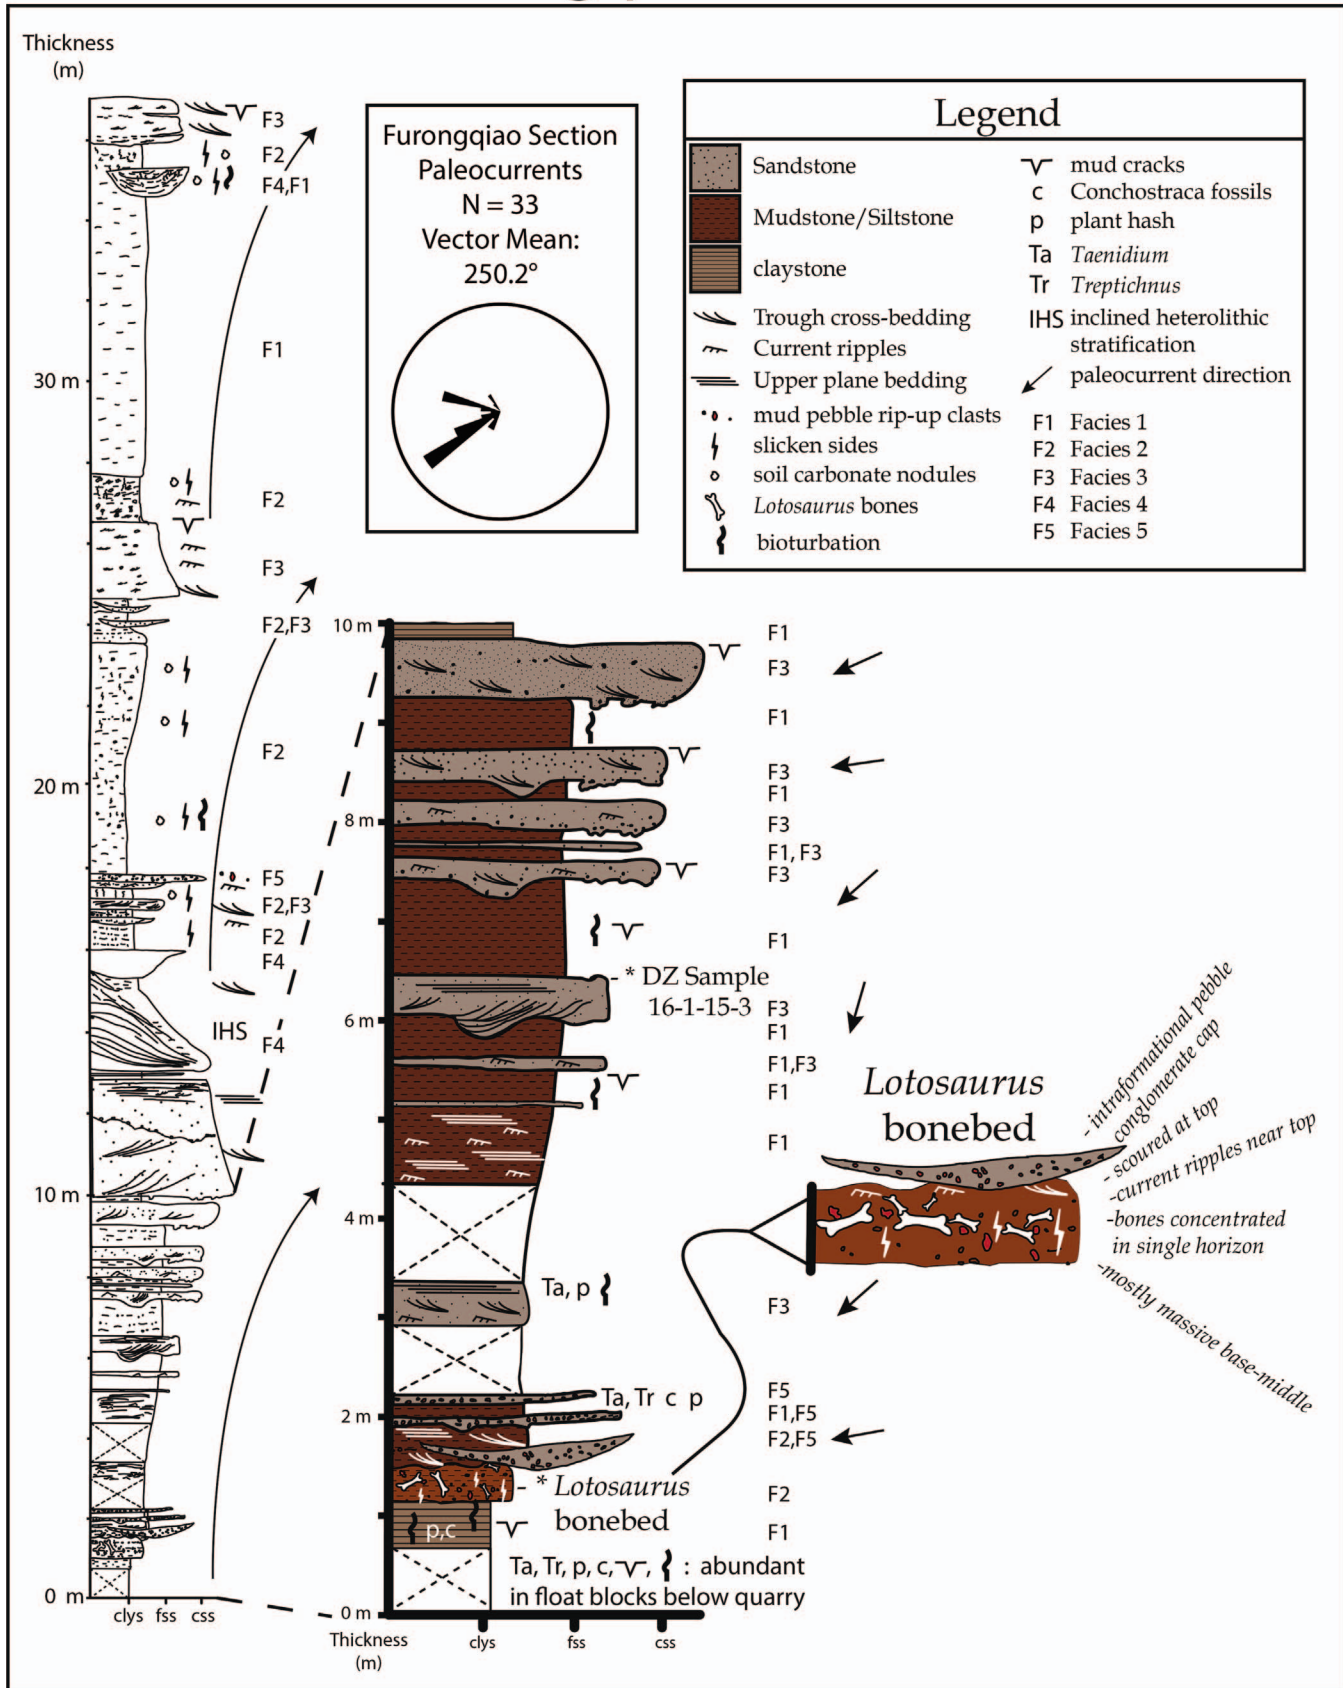 Thickness
(m)
F3
F2
F4,F1
F1
30 m
F2
F3
F2,F3
F2
20 m
F5
F2,F3
F2
F4
IHS
F4
10 m
0 m
clys fss css
Furongqiao Section
Paleocurrents
N = 33
Vector Mean:
250.2°
Legend
Sandstone
Mudstone/Siltstone
claystone
Trough cross-bedding
Current ripples
Upper plane bedding
mud pebble rip-up clasts
slicken sides
soil carbonate nodules
Lotosaurus bones
bioturbation
mud cracks
c Conchostraca fossils
p plant hash
Ta Taenidium
Tr Treptichnus
IHS inclined heterolithic
stratification
paleocurrent direction
F1 Facies 1
F2 Facies 2
F3 Facies 3
F4 Facies 4
F5 Facies 5
10 m
F1
F3
F1
F3
F1
8 m
F3
F1, F3
F3
F1
* DZ Sample
16-1-15-3
F3
6 m
F1
F1,F3
F1
F1
4 m
Ta, p
F3
F5
Ta, Tr c p
2 m
F1,F5
F2,F5
* Lotosaurus
bonebed
F2
p,c
F1
Ta, Tr, p, c, , : abundant
in float blocks below quarry
0 m
Thickness
(m)
clys fss css
Lotosaurus
bonebed
- intraformational pebble
conglomerate cap
- scoured at top
-current ripples near top
-bones concentrated
in single horizon
-mostly massive base-middle